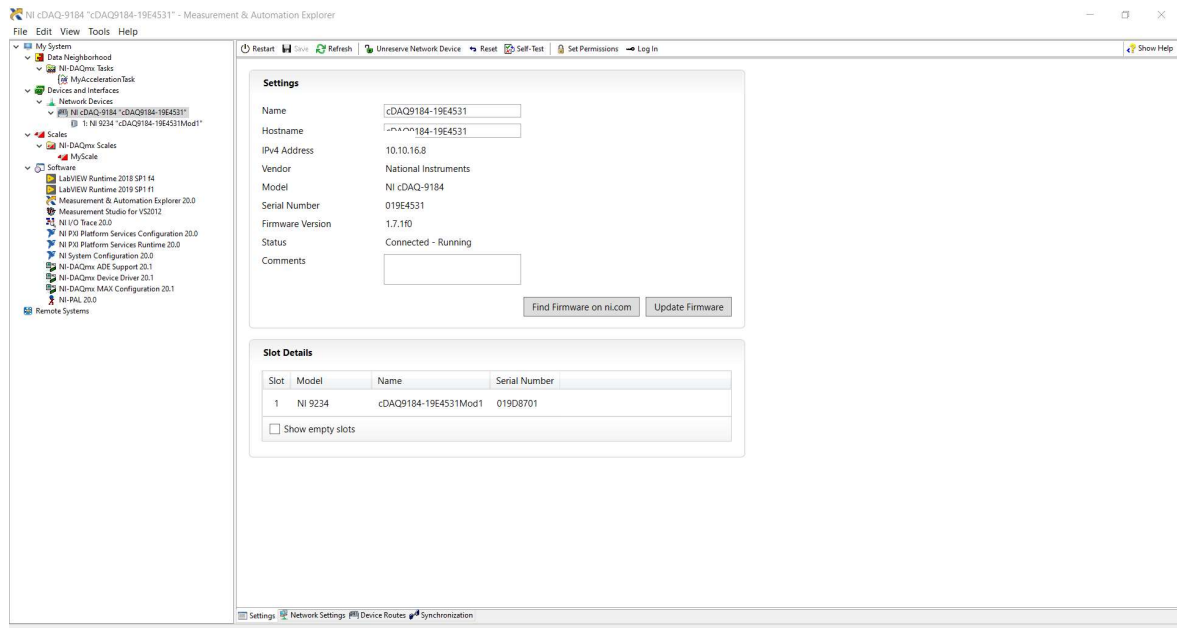 NI cDAQ-9184 "cDAQ9184-19E4531" - Measurement & Automation Explorer
File Edit View Tools Help
My System
Data Neighborhood
NI-DAQmx Tasks
MyAccelerationTask
Devices and Interfaces
Network Devices
NI cDAQ-9184 "cDAQ9184-19E4531"
1: NI 9234 "cDAQ9184-19E4531Mod1"
Scales
NI-DAQmx Scales
MyScale
Software
LabVIEW Runtime 2018 SP1 f4
LabVIEW Runtime 2019 SP1 f1
Measurement & Automation Explorer 20.0
Measurement Studio for VS2012
NI I/O Trace 20.0
NI PXI Platform Services Configuration 20.0
NI PXI Platform Services Runtime 20.0
NI System Configuration 20.0
NI-DAQmx ADE Support 20.1
NI-DAQmx Device Driver 20.1
NI-DAQmx MAX Configuration 20.1
NI-PAL 20.0
Remote Systems
Restart Save Refresh Unreserve Network Device Reset Self-Test Set Permissions Log In Show Help
Settings
Name cDAQ9184-19E4531
Hostname cDAQ9184-19E4531
IPv4 Address 10.10.16.8
Vendor National Instruments
Model NI cDAQ-9184
Serial Number 019E4531
Firmware Version 1.7.1f0
Status Connected - Running
Comments
Find Firmware on ni.com Update Firmware
Slot Details
Slot Model Name Serial Number
1 NI 9234 cDAQ9184-19E4531Mod1 019D8701
Show empty slots
Settings Network Settings Device Routes Synchronization